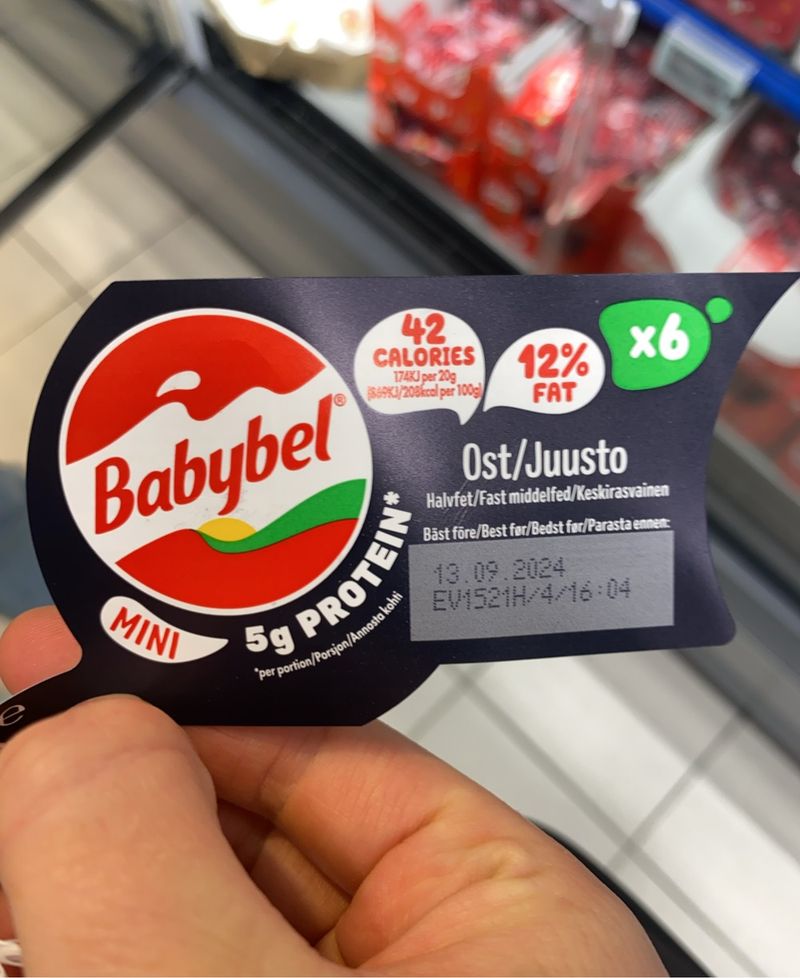 Babybel®
MINI
5g PROTEIN*
*per portion/Porsjon/Annosta kohti
42
CALORIES
174KJ per 20g
(869KJ/208kcal per 100g)
12%
FAT
x6
Ost/Juusto
Halvfet/Fast middelfed/Keskirasvainen
Bäst före/Best før/Bedst før/Parasta ennen:
13.09.2024
EV1521H/4/16:04
e